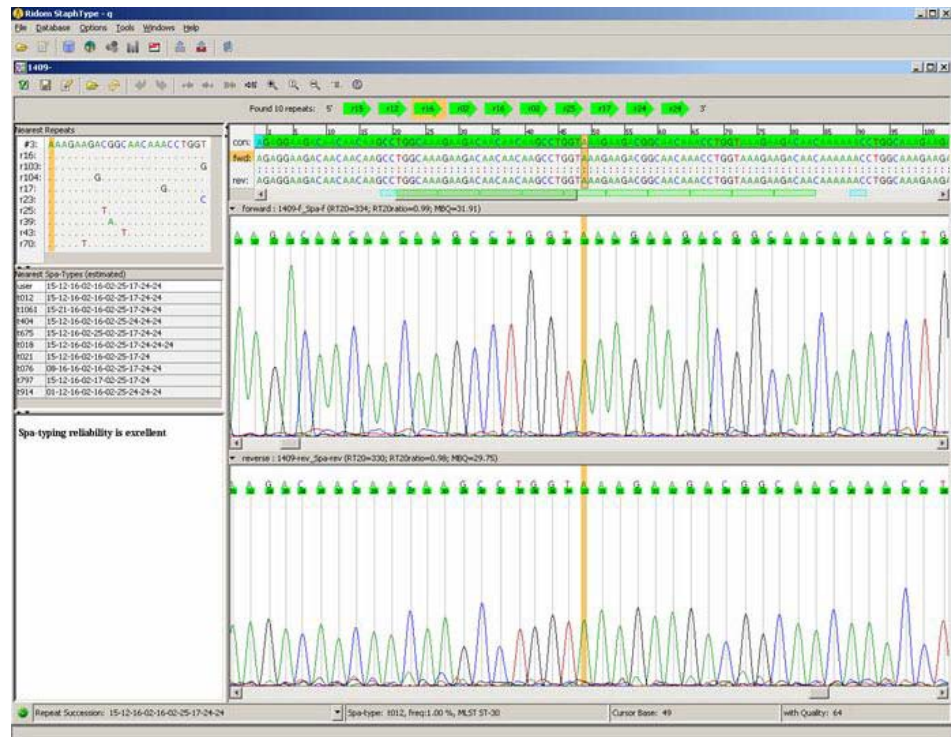 Ridom StaphType - q
File Database Options Tools Windows Help
1409-
Found 10 repeats: 5' r15 r12 r16 r02 r16 r02 r25 r17 r24 r24 3'
Nearest Repeats
#3: AAAGAAGACGGCAACAAACCTGGT
r16:
r103: G
r104: G
r17: G
r23: C
r25: T
r39: A
r43: T
r70: T
con:
fwd: AGAGGAAGACAACAACAAGCCTGGCAAAGAAGACAACAACAAGCCTGGTAAAGAAGACGGCAACAAACCTGGTAAAGAAGACAACAAAAAACCTGGCAAAGAAG
rev: AGAGGAAGACAACAACAAGCCTGGCAAAGAAGACAACAACAAGCCTGGTAAAGAAGACGGCAACAAACCTGGTAAAGAAGACAACAAAAAACCTGGCAAAGAAG
forward : 1409-f_Spa-f (RT20=334; RT20ratio=0.99; MBQ=31.91)
A A G A C A A C A A C A A G C C T G G T A A A G A A G A C G G C A A C A A A C C T G
Nearest Spa-Types (estimated)
user 15-12-16-02-16-02-25-17-24-24
t012 15-12-16-02-16-02-25-17-24-24
t1061 15-21-16-02-16-02-25-17-24-24
t404 15-12-16-02-16-02-25-24-24-24
t675 15-12-16-02-25-02-25-17-24-24
t018 15-12-16-02-16-02-25-17-24-24-24
t021 15-12-16-02-16-02-25-17-24
t076 08-16-16-02-16-02-25-17-24-24
t797 15-12-16-02-17-02-25-17-24
t914 01-12-16-02-16-02-25-24-24-24
Spa-typing reliability is excellent
reverse : 1409-rev_Spa-rev (RT20=330; RT20ratio=0.98; MBQ=29.75)
A A G A C A A C A A C A A G C C T G G T A A A G A A G A C G G C A A C A A A C C T
Repeat Succession: 15-12-16-02-16-02-25-17-24-24
Spa-type: t012, freq:1.00 %, MLST ST-30
Cursor Base: 49
with Quality: 64